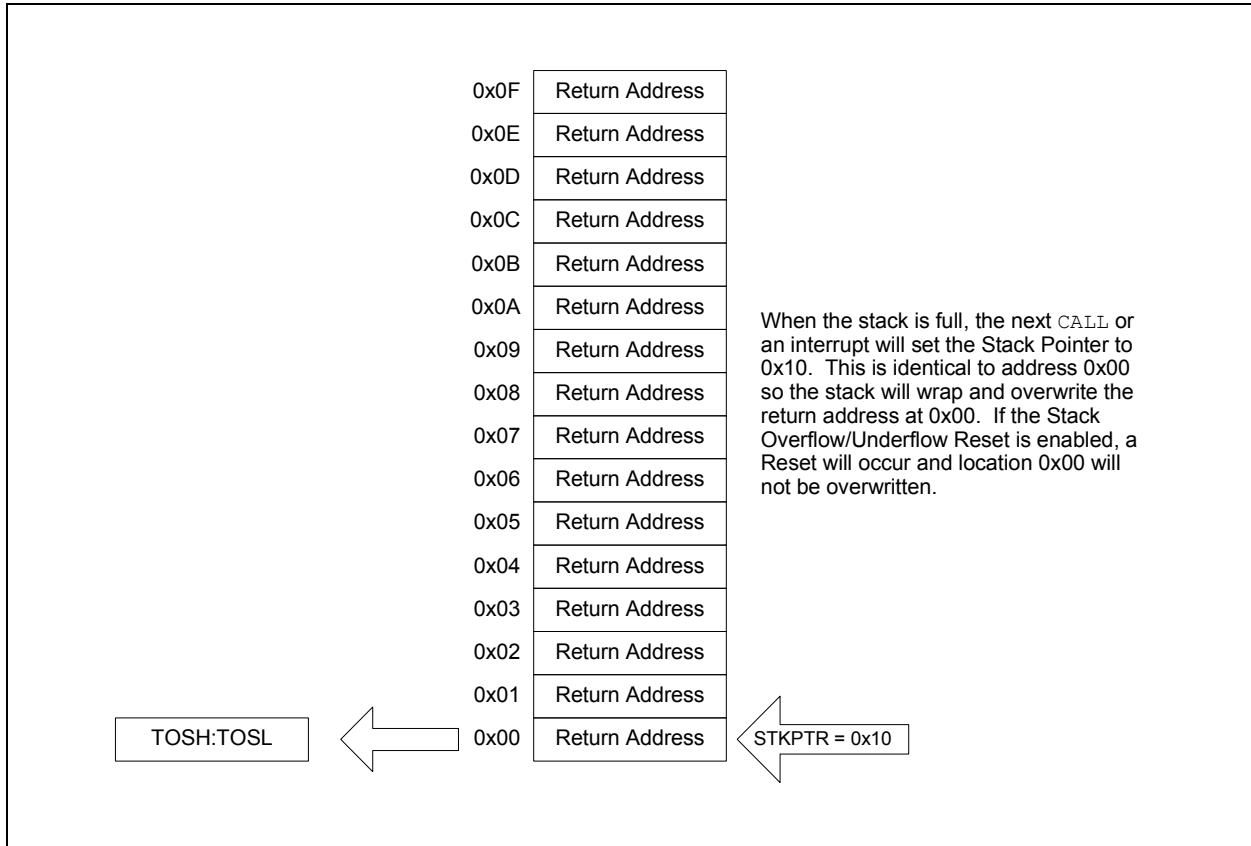 0x0F Return Address
0x0E Return Address
0x0D Return Address
0x0C Return Address
0x0B Return Address
0x0A Return Address
0x09 Return Address
0x08 Return Address
0x07 Return Address
0x06 Return Address
0x05 Return Address
0x04 Return Address
0x03 Return Address
0x02 Return Address
0x01 Return Address
TOSH:TOSL 0x00 Return Address STKPTR = 0x10
When the stack is full, the next CALL or
an interrupt will set the Stack Pointer to
0x10. This is identical to address 0x00
so the stack will wrap and overwrite the
return address at 0x00. If the Stack
Overflow/Underflow Reset is enabled, a
Reset will occur and location 0x00 will
not be overwritten.